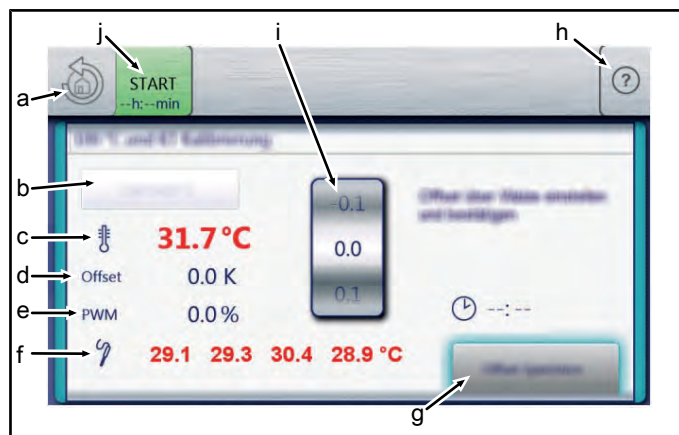 j
i
h
a
START
--h:--min
?
b
-0.1
c
31.7 °C
0.0
d
Offset
0.0 K
0.1
e
PWM
0.0 %
--:--
f
29.1 29.3 30.4 28.9 °C
g